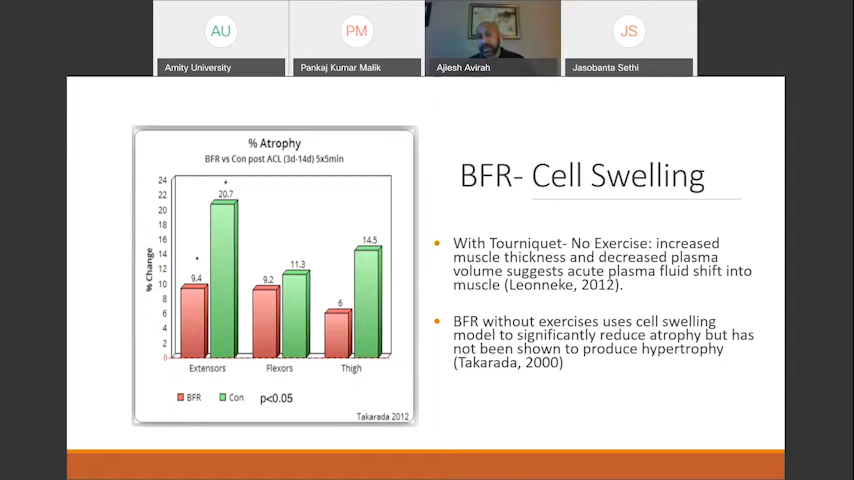 AU
PM
JS
Amity University
Pankaj Kumar Malik
Ajiesh Avirah
Jasobanta Sethi
% Atrophy
BFR vs Con post ACL (3d-14d) 5x5min
% Change
24
22
20
18
16
14
12
10
8
6
4
2
0
*
9.4
*
20.7
9.2
11.3
6
14.5
Extensors
Flexors
Thigh
BFR
Con
p<0.05
Takarada 2012
BFR- Cell Swelling
• With Tourniquet- No Exercise: increased
muscle thickness and decreased plasma
volume suggests acute plasma fluid shift into
muscle (Leonneke, 2012).
• BFR without exercises uses cell swelling
model to significantly reduce atrophy but has
not been shown to produce hypertrophy
(Takarada, 2000)